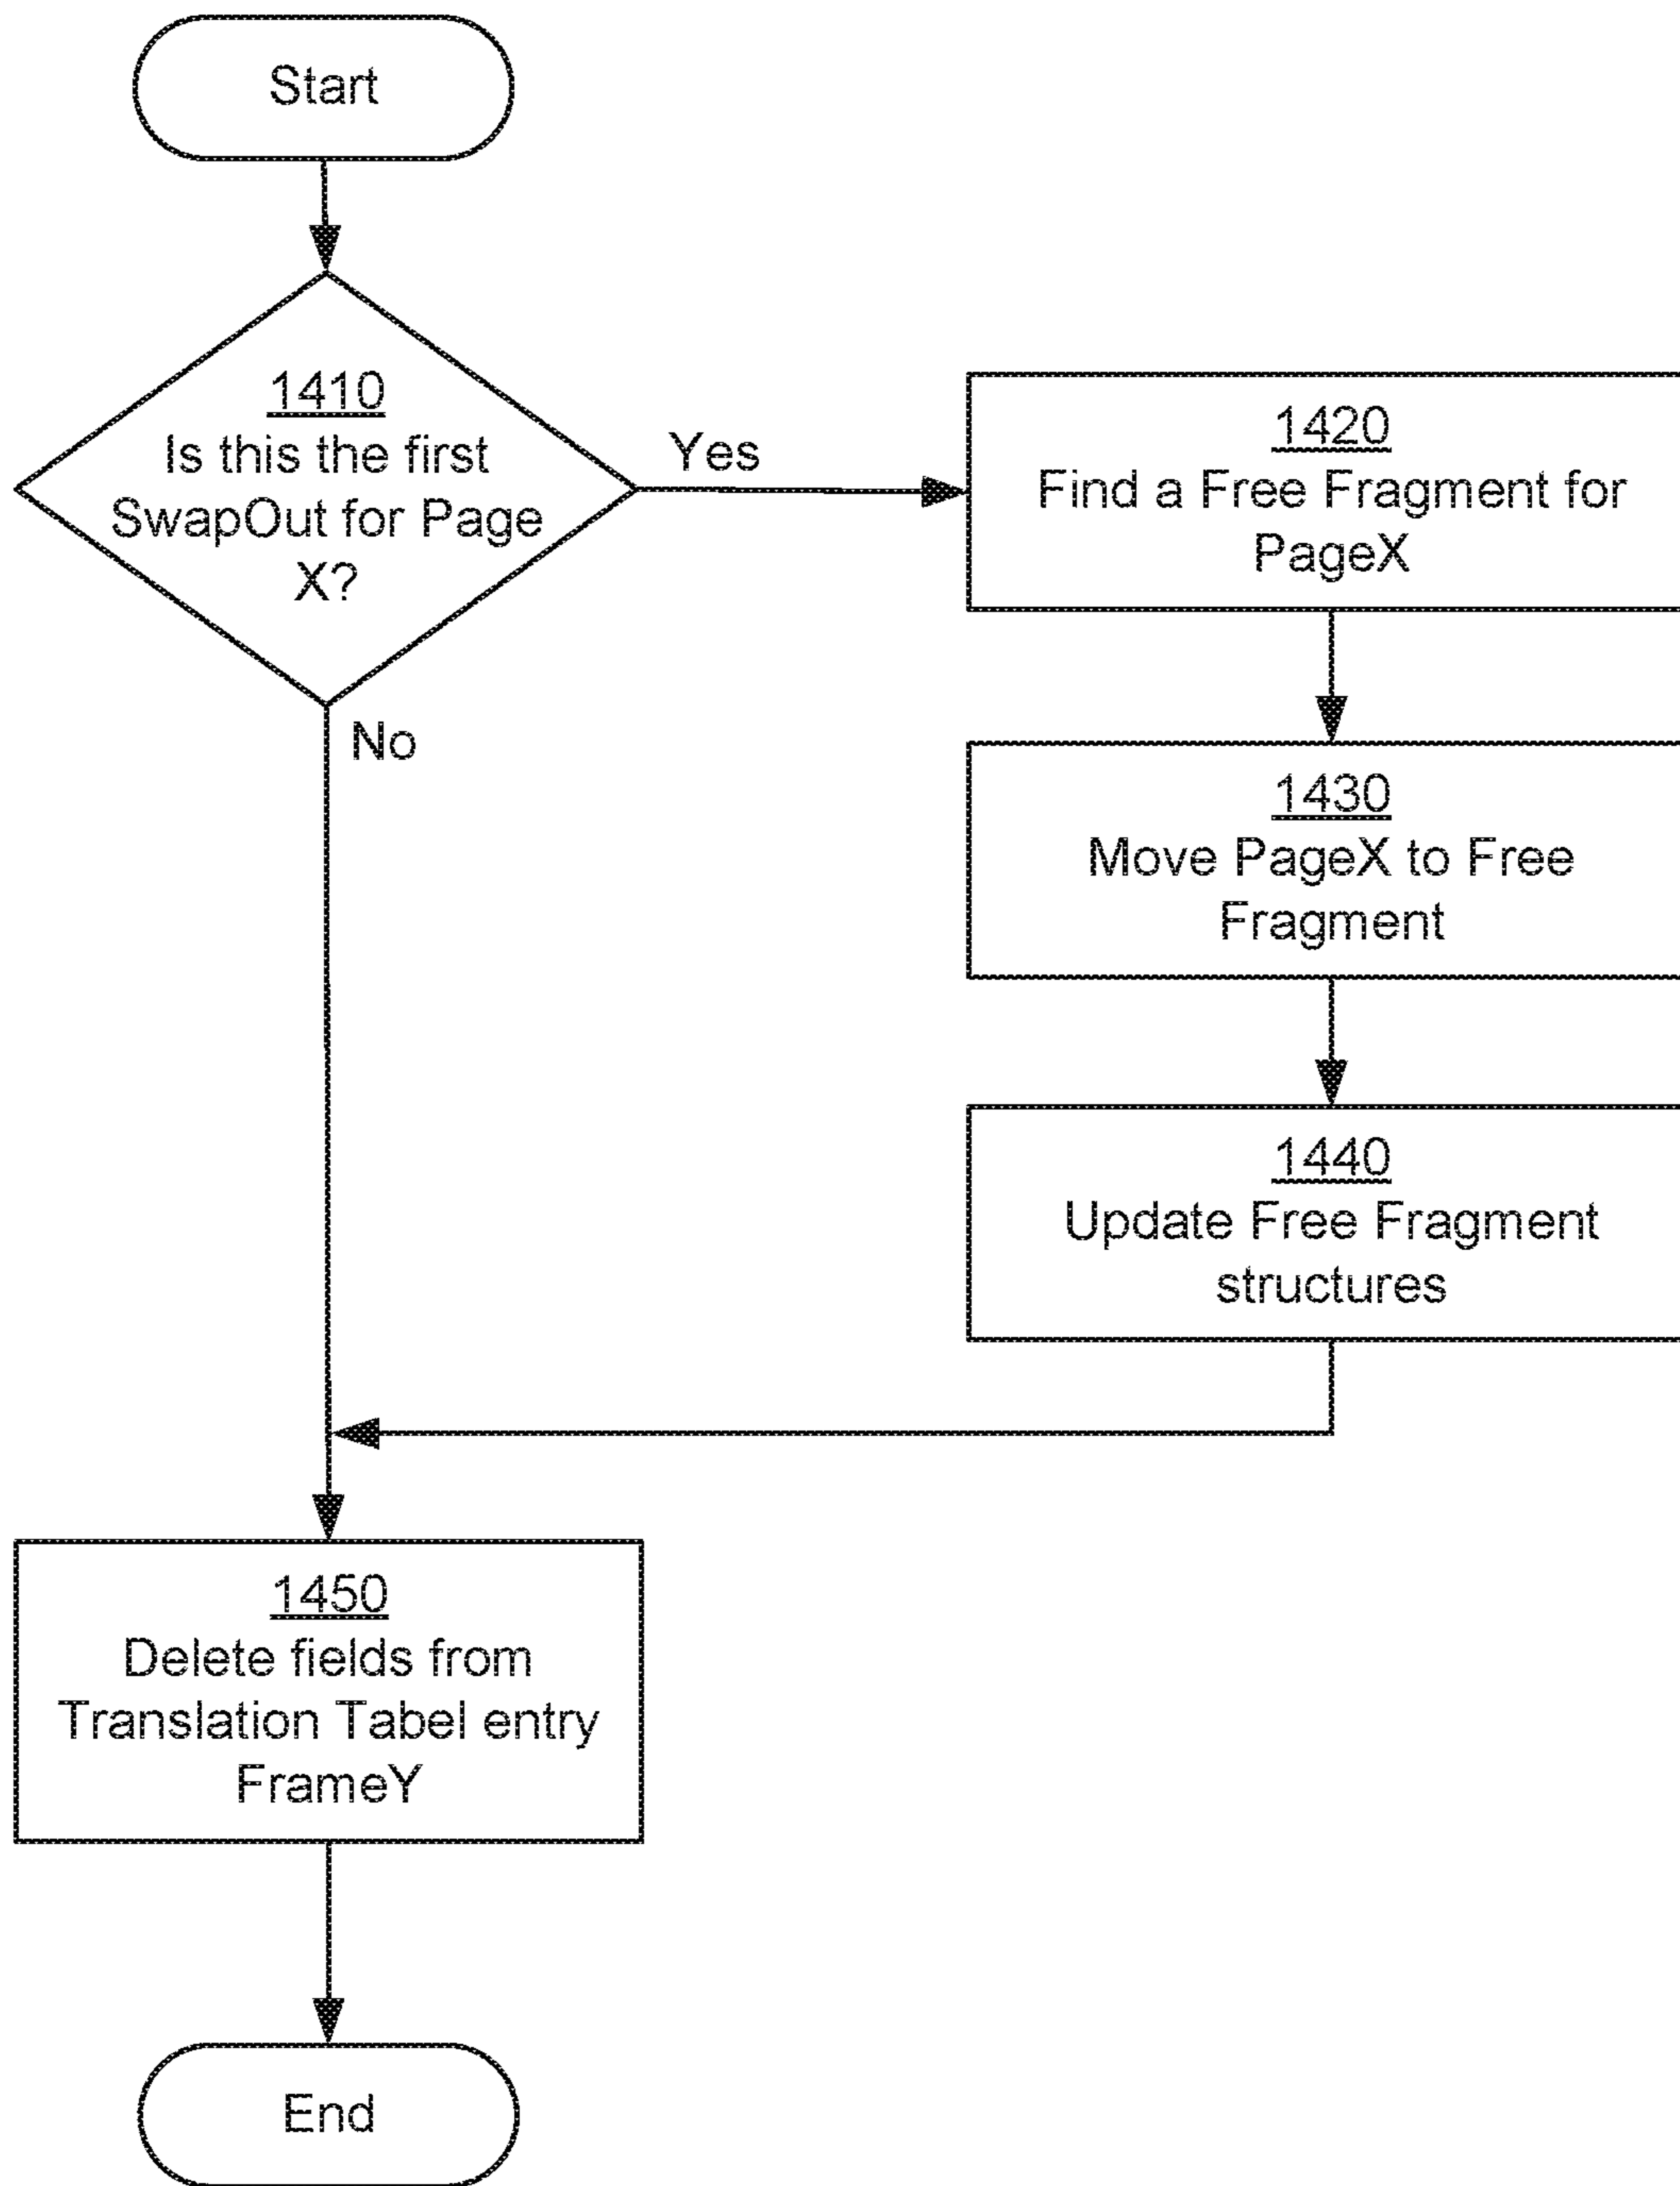 Start
1410
Is this the first
SwapOut for Page
X?
Yes
No
1420
Find a Free Fragment for
PageX
1430
Move PageX to Free
Fragment
1440
Update Free Fragment
structures
1450
Delete fields from
Translation Tabel entry
FrameY
End